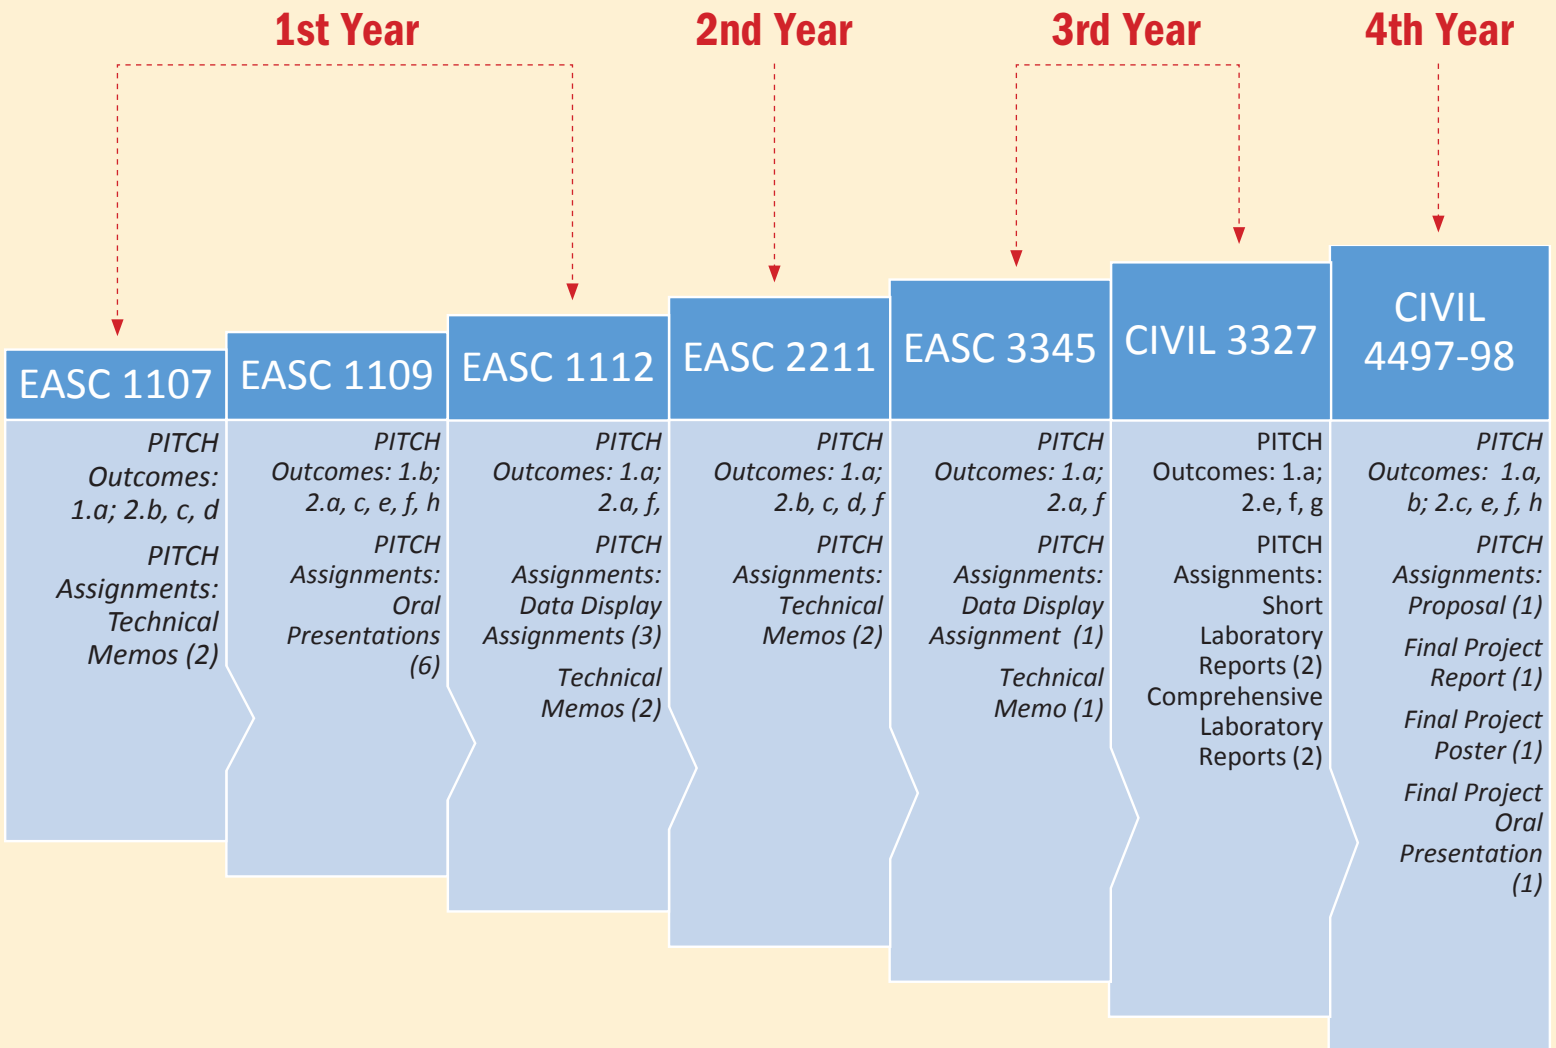 1st Year
2nd Year
3rd Year
4th Year
EASC 1107
PITCH
Outcomes:
1.a; 2.b, c, d
PITCH
Assignments:
Technical
Memos (2)
EASC 1109
PITCH
Outcomes: 1.b;
2.a, c, e, f, h
PITCH
Assignments:
Oral
Presentations
(6)
EASC 1112
PITCH
Outcomes: 1.a;
2.a, f,
PITCH
Assignments:
Data Display
Assignments (3)
Technical
Memos (2)
EASC 2211
PITCH
Outcomes: 1.a;
2.b, c, d, f
PITCH
Assignments:
Technical
Memos (2)
EASC 3345
PITCH
Outcomes: 1.a;
2.a, f
PITCH
Assignments:
Data Display
Assignment (1)
Technical
Memo (1)
CIVIL 3327
PITCH
Outcomes: 1.a;
2.e, f, g
PITCH
Assignments:
Short
Laboratory
Reports (2)
Comprehensive
Laboratory
Reports (2)
CIVIL
4497-98
PITCH
Outcomes: 1.a,
b; 2.c, e, f, h
PITCH
Assignments:
Proposal (1)
Final Project
Report (1)
Final Project
Poster (1)
Final Project
Oral
Presentation
(1)